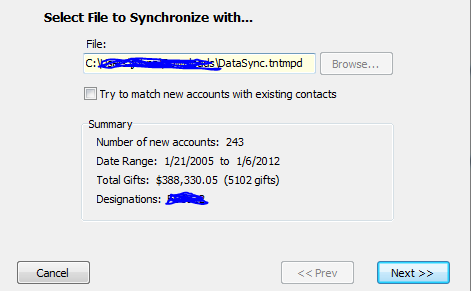 Select File to Synchronize with...
File:
C:\ \DataSync.tntmpd
Browse...
Try to match new accounts with existing contacts
Summary
Number of new accounts: 243
Date Range: 1/21/2005 to 1/6/2012
Total Gifts: $388,330.05 (5102 gifts)
Designations:
Cancel
<< Prev
Next >>